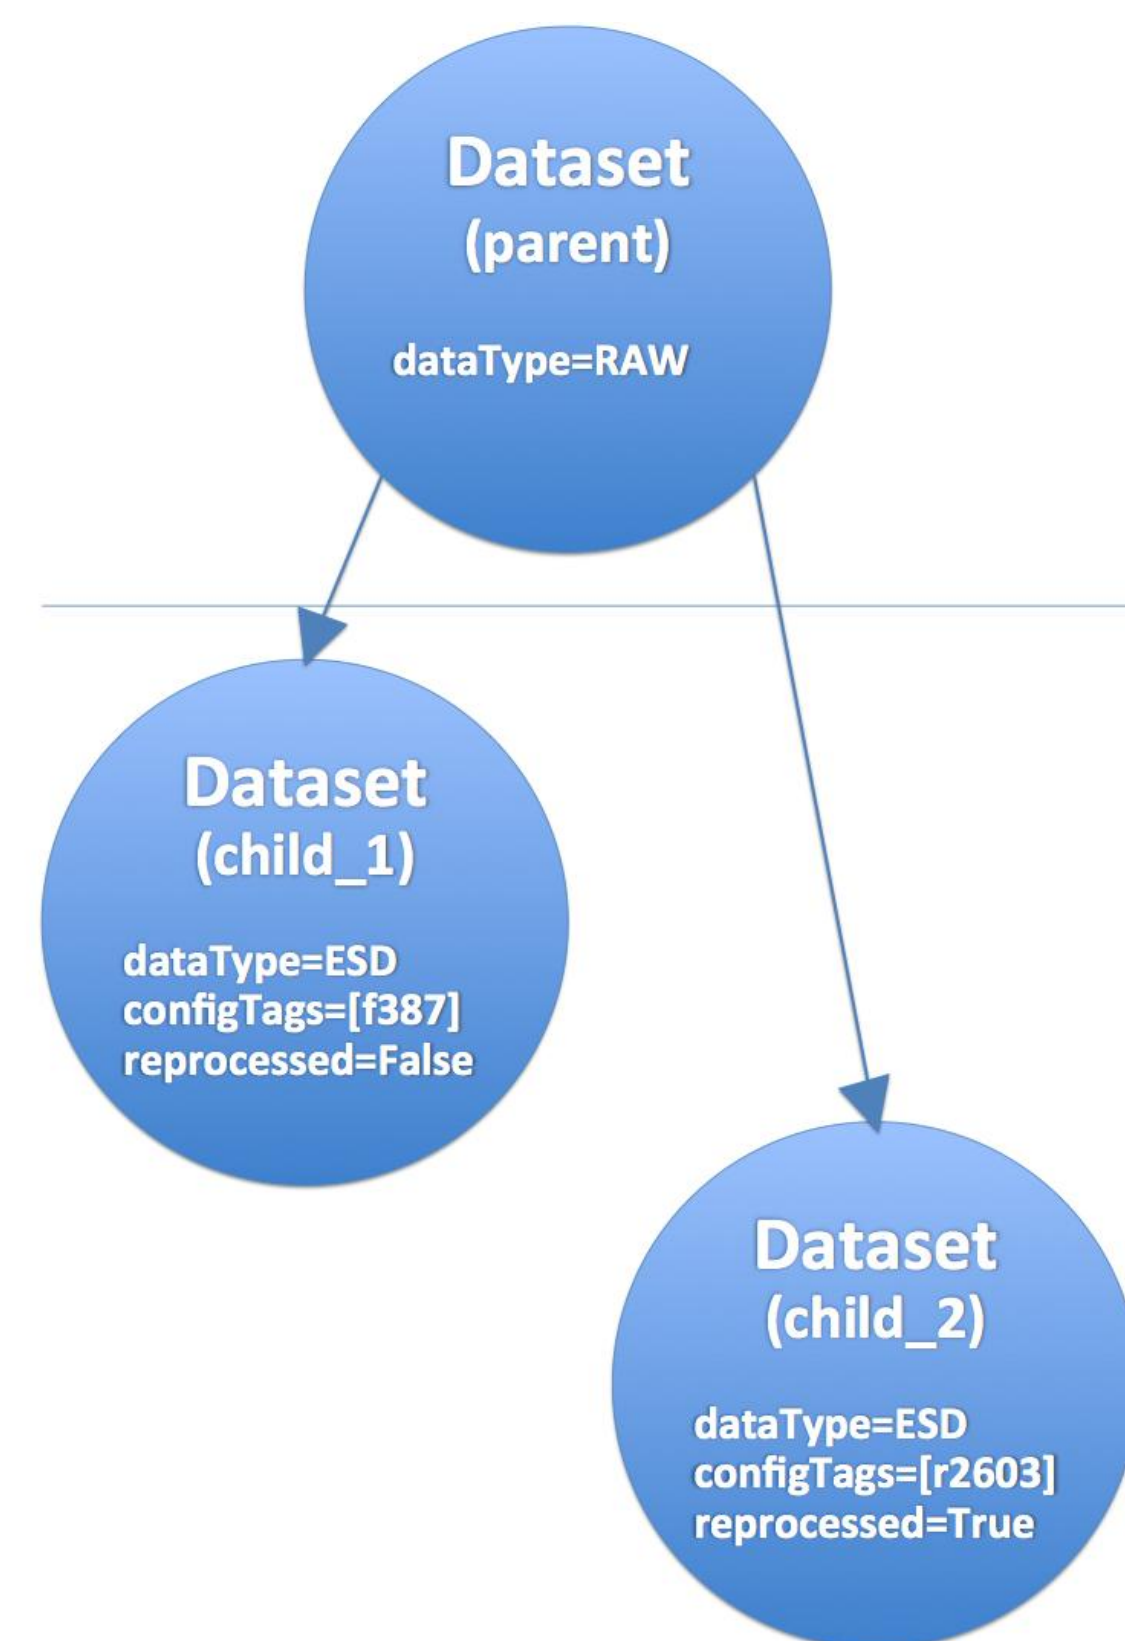 Dataset
(parent)
dataType=RAW
Dataset
(child_1)
dataType=ESD
configTags=[f387]
reprocessed=False
Dataset
(child_2)
dataType=ESD
configTags=[r2603]
reprocessed=True